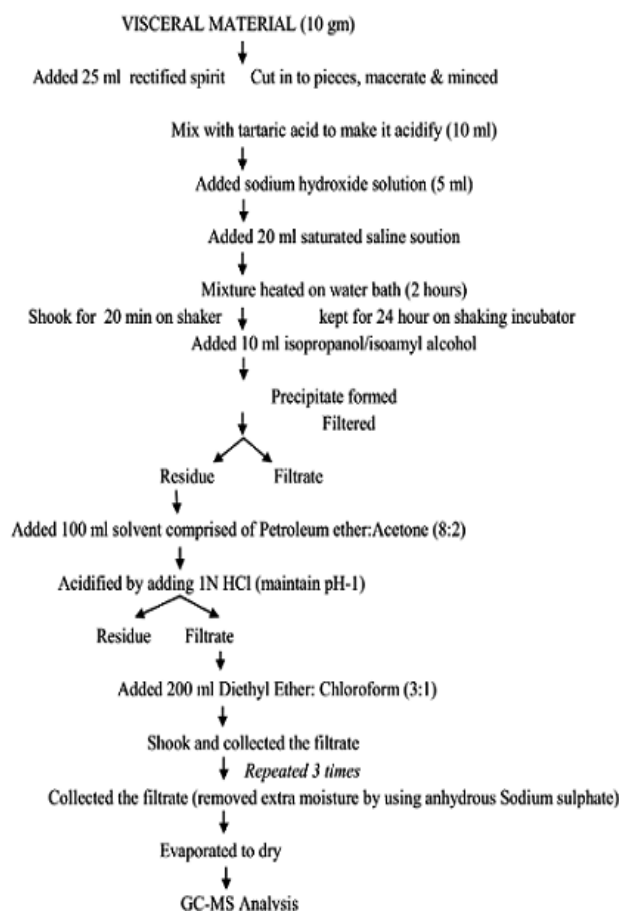 VISCERAL MATERIAL (10 gm)
Added 25 ml rectified spirit Cut in to pieces, macerate & minced
Mix with tartaric acid to make it acidify (10 ml)
Added sodium hydroxide solution (5 ml)
Added 20 ml saturated saline soution
Mixture heated on water bath (2 hours)
Shook for 20 min on shaker kept for 24 hour on shaking incubator
Added 10 ml isopropanol/isoamyl alcohol
Precipitate formed
Filtered
Residue Filtrate
Added 100 ml solvent comprised of Petroleum ether:Acetone (8:2)
Acidified by adding 1N HCl (maintain pH-1)
Residue Filtrate
Added 200 ml Diethyl Ether: Chloroform (3:1)
Shook and collected the filtrate
Repeated 3 times
Collected the filtrate (removed extra moisture by using anhydrous Sodium sulphate)
Evaporated to dry
GC-MS Analysis